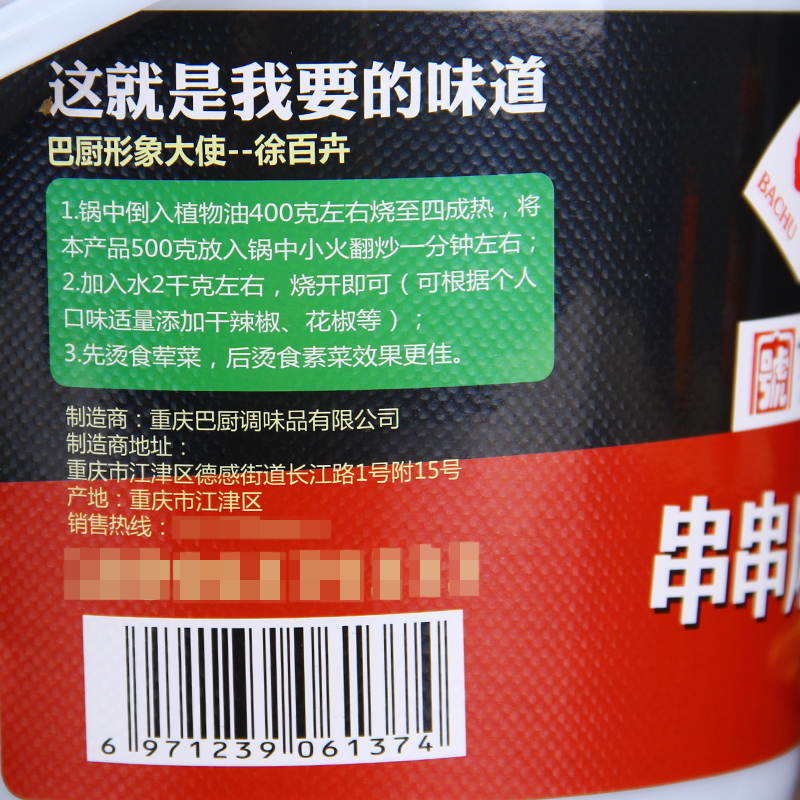 这就是我要的味道
巴厨形象大使--徐百卉
1.锅中倒入植物油400克左右烧至四成热，将
本产品500克放入锅中小火翻炒一分钟左右；
2.加入水2千克左右，烧开即可（可根据个人
口味适量添加干辣椒、花椒等）；
3.先烫食荤菜，后烫食素菜效果更佳。
制造商：重庆巴厨调味品有限公司
制造商地址：
重庆市江津区德感街道长江路1号附15号
产地：重庆市江津区
销售热线：
6 971239 061374
BACHU
號
串串